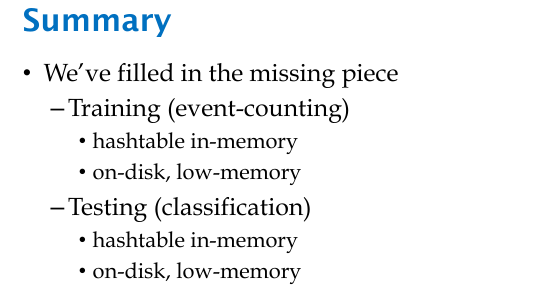 Summary
• We’ve filled in the missing piece
– Training (event-counting)
• hashtable in-memory
• on-disk, low-memory
– Testing (classification)
• hashtable in-memory
• on-disk, low-memory